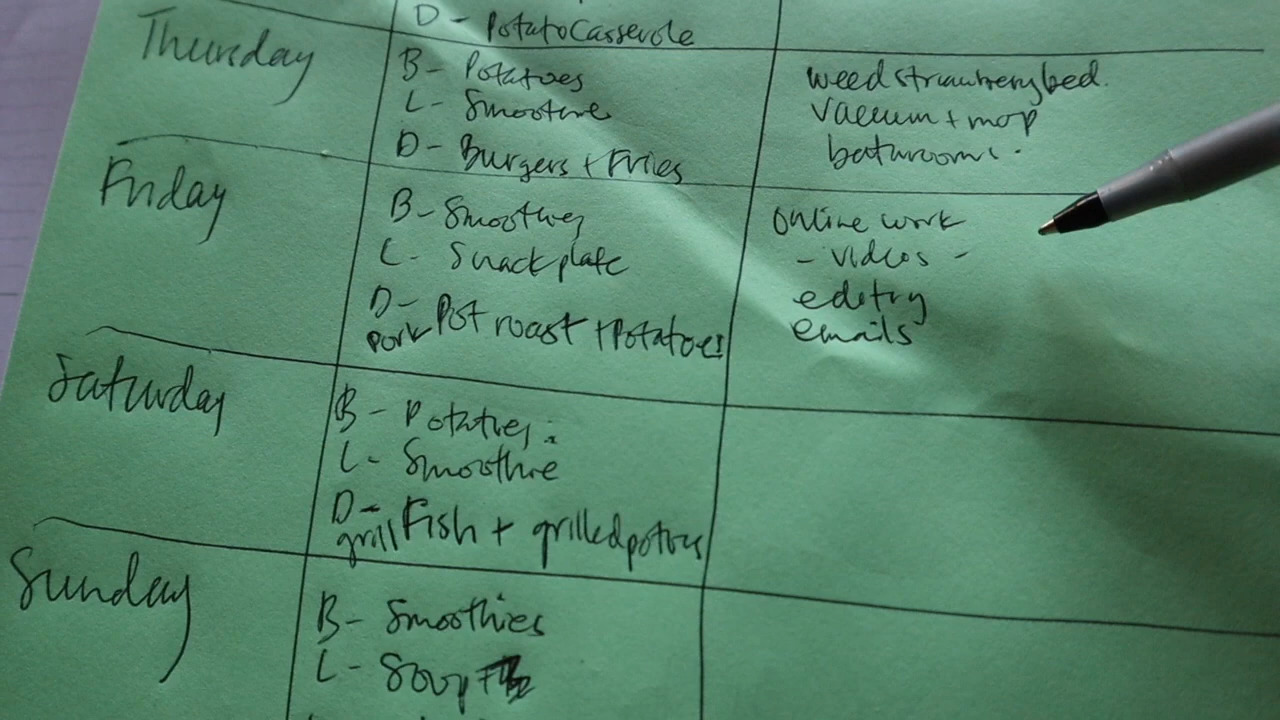 D - Potato Casserole
Thursday
B - Potatoes
L - Smoothie
D - Burgers + Fries
weed strawberry bed.
vacuum + mop
bathrooms.
Friday
B - Smoothies
L - Snack plate
D -
pork Pot roast + Potatoes
online work
- videos -
editing
emails
Saturday
B - Potatoes.
L - Smoothie
D -
grill Fish + grilled potatoes
Sunday
B - Smoothies
L - Soup +